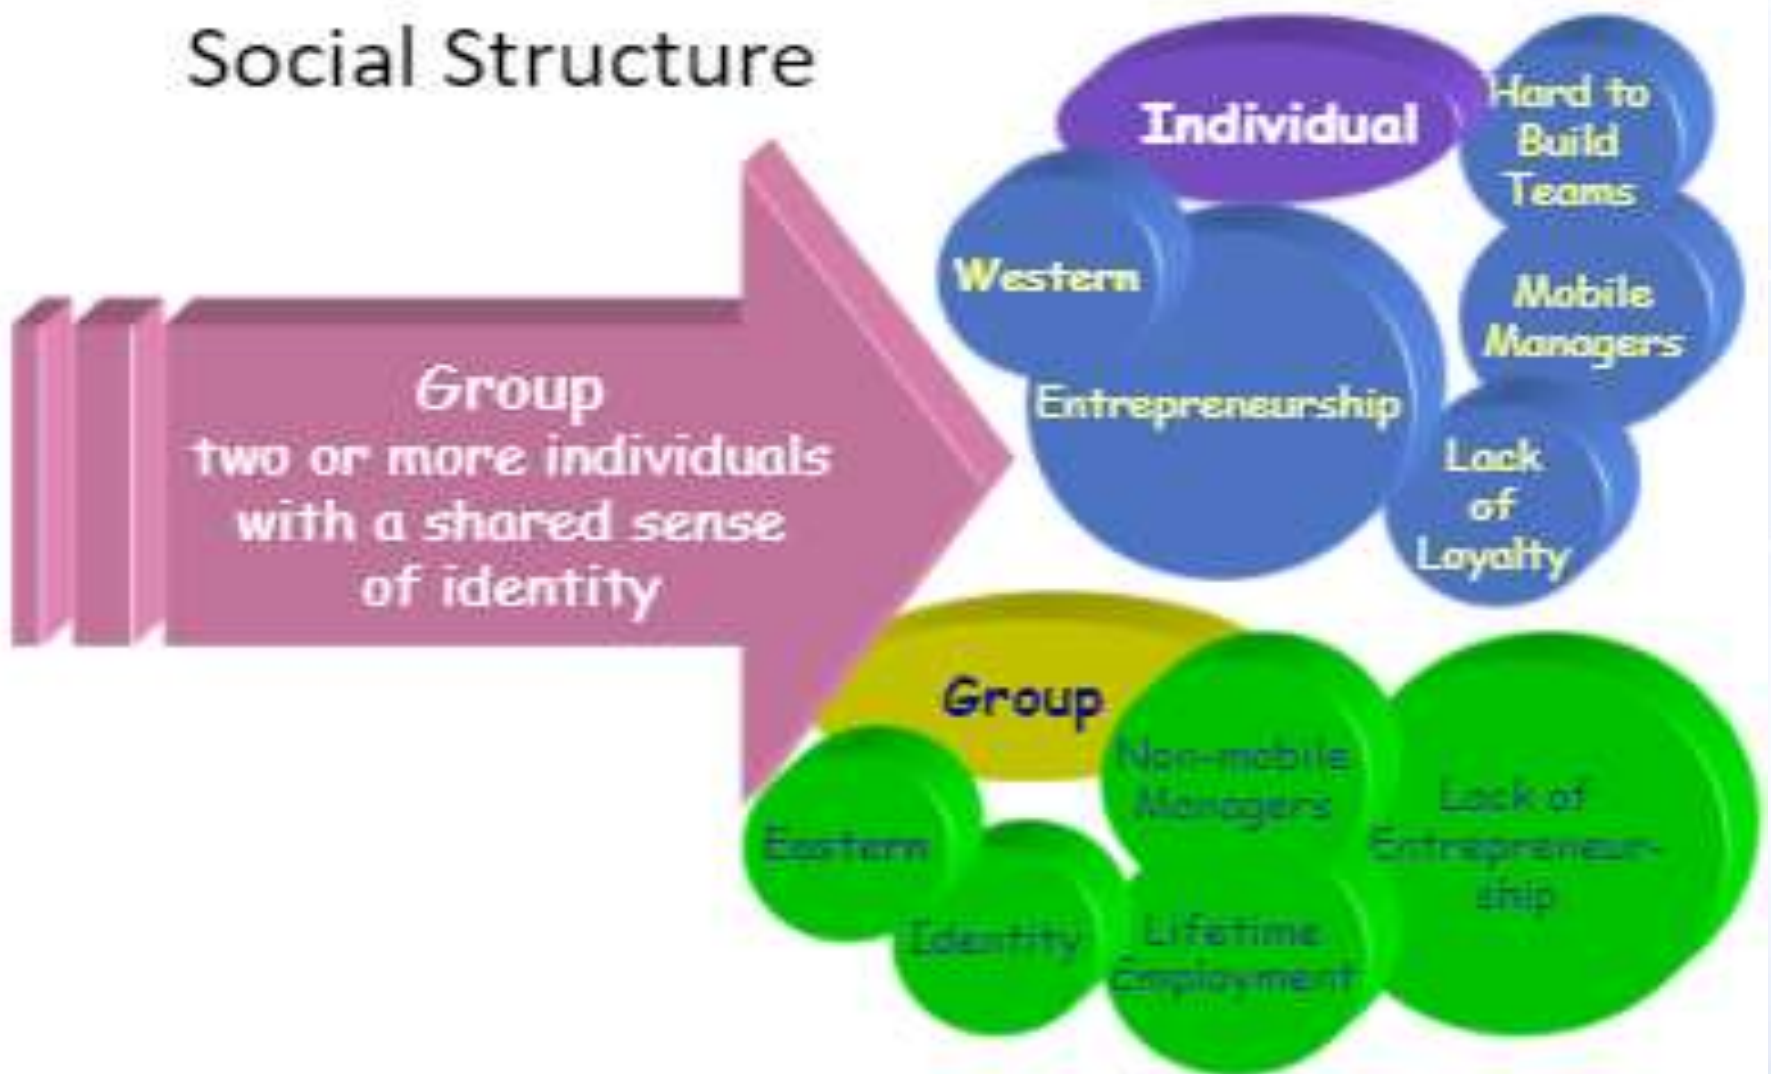 Social Structure
Group
two or more individuals
with a shared sense
of identity
Individual
Hard to
Build
Teams
Western
Mobile
Managers
Entrepreneurship
Lack
of
Loyalty
Group
Non-mobile
Managers
Lack of
Entrepreneur-
ship
Eastern
Identity
Lifetime
Employment